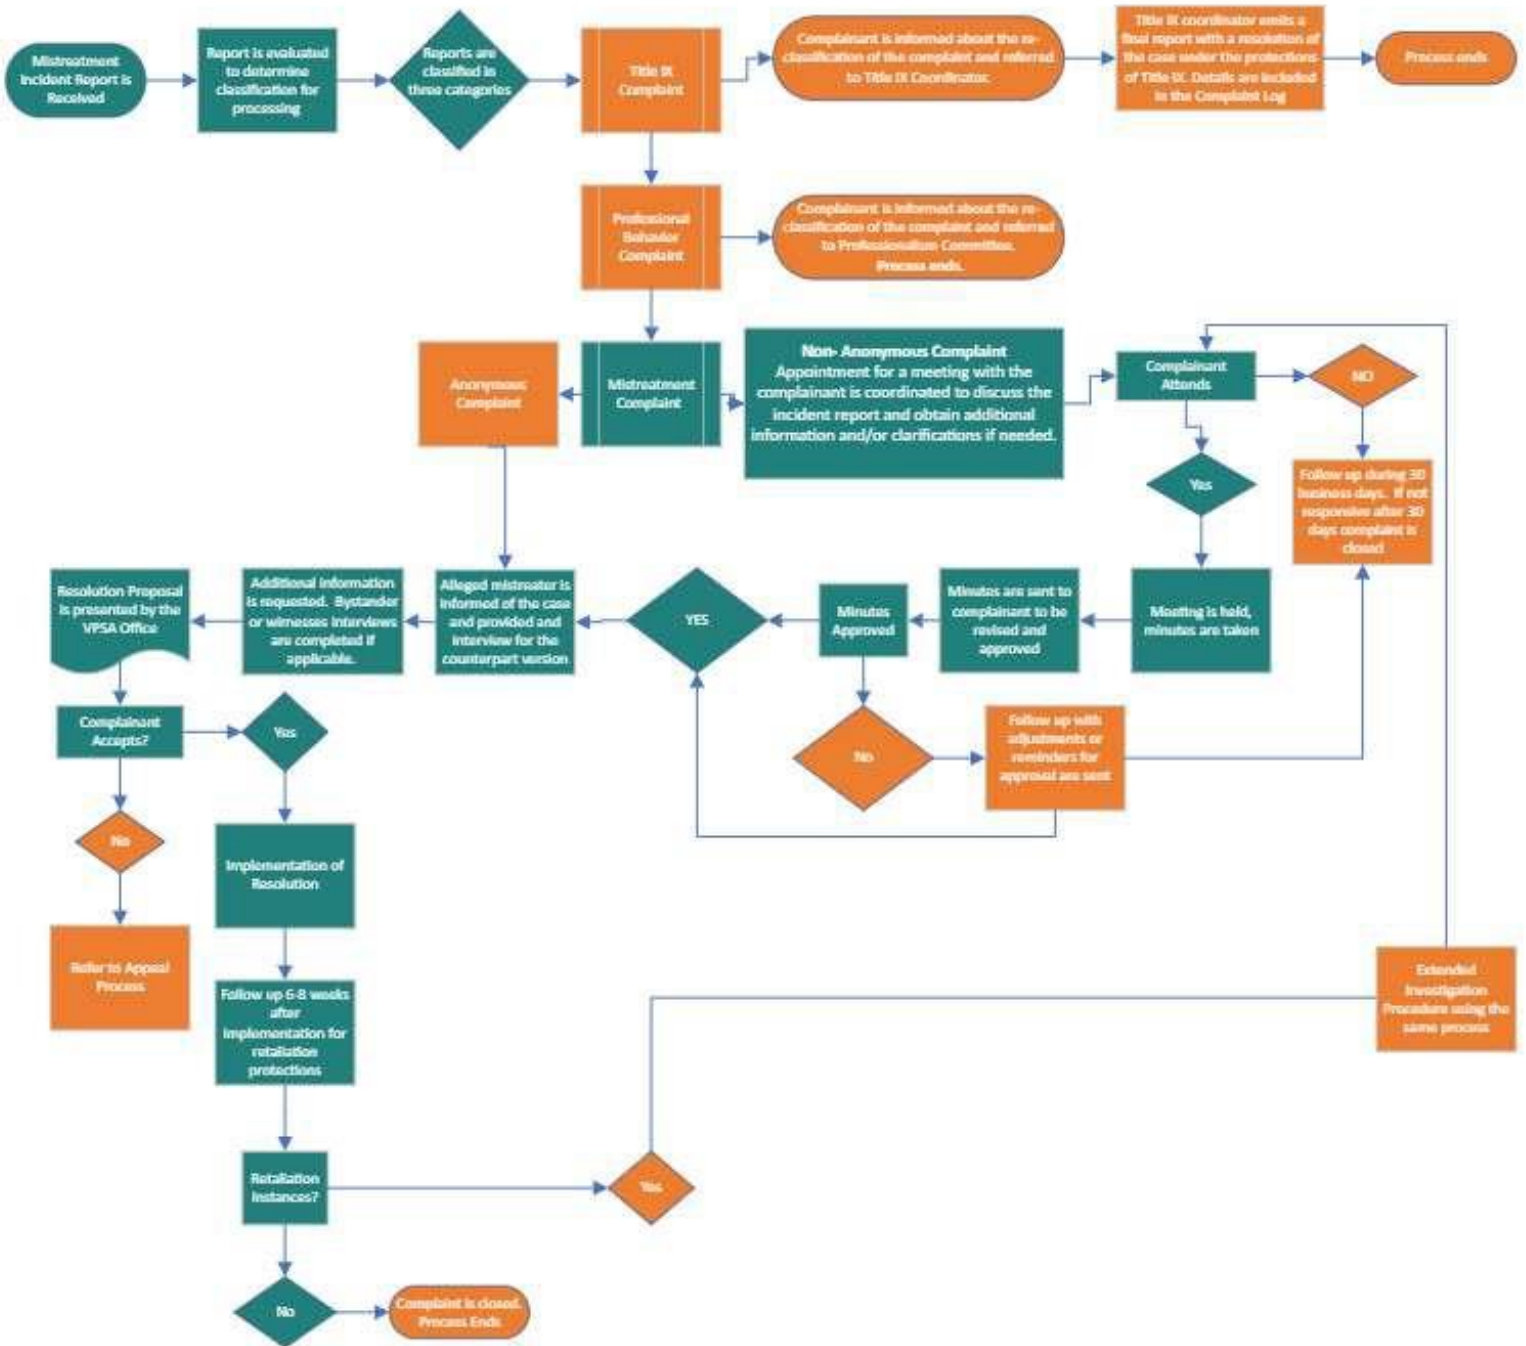 Mistreatment
Incident Report is
Received
Report is evaluated
to determine
classification for
processing
Reports are
classified in
three categories
Title IX
Complaint
Complainant is informed about the re-
classification of the complaint and referred
to Title IX Coordinator.
Title IX coordinator emits a
final report with a resolution of
the case under the protections
of Title IX. Details are included
in the Complaint Log
Process ends
Professional
Behavior
Complaint
Complainant is informed about the re-
classification of the complaint and referred
to Professionalism Committee.
Process ends.
Anonymous
Complaint
Mistreatment
Complaint
Non- Anonymous Complaint
Appointment for a meeting with the
complainant is coordinated to discuss the
incident report and obtain additional
information and/or clarifications if needed.
Complainant
Attends
NO
Yes
Follow up during 30
business days. If not
responsive after 30
days complaint is
closed
Resolution Proposal
is presented by the
VPSA Office
Additional information
is requested. Bystander
or witnesses interviews
are completed if
applicable.
Alleged mistreater is
informed of the case
and provided and
interview for the
counterpart version
YES
Minutes
Approved
Minutes are sent to
complainant to be
revised and
approved
Meeting is held,
minutes are taken
Complainant
Accepts?
Yes
No
Follow up with
adjustments or
reminders for
approval are sent
No
Implementation of
Resolution
Refer to Appeal
Process
Follow up 6-8 weeks
after
implementation for
retaliation
protections
Extended
Investigation
Procedure using the
same process
Retaliation
Instances?
Yes
No
Complaint is closed.
Process Ends